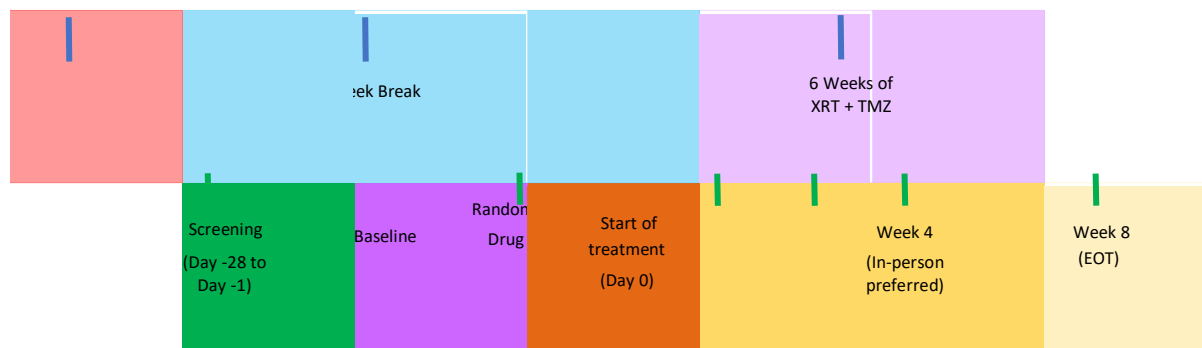 eek Break
6 Weeks of
XRT + TMZ
Screening
(Day -28 to
Day -1)
Baseline
Random
Drug
Start of
treatment
(Day 0)
Week 4
(In-person
preferred)
Week 8
(EOT)